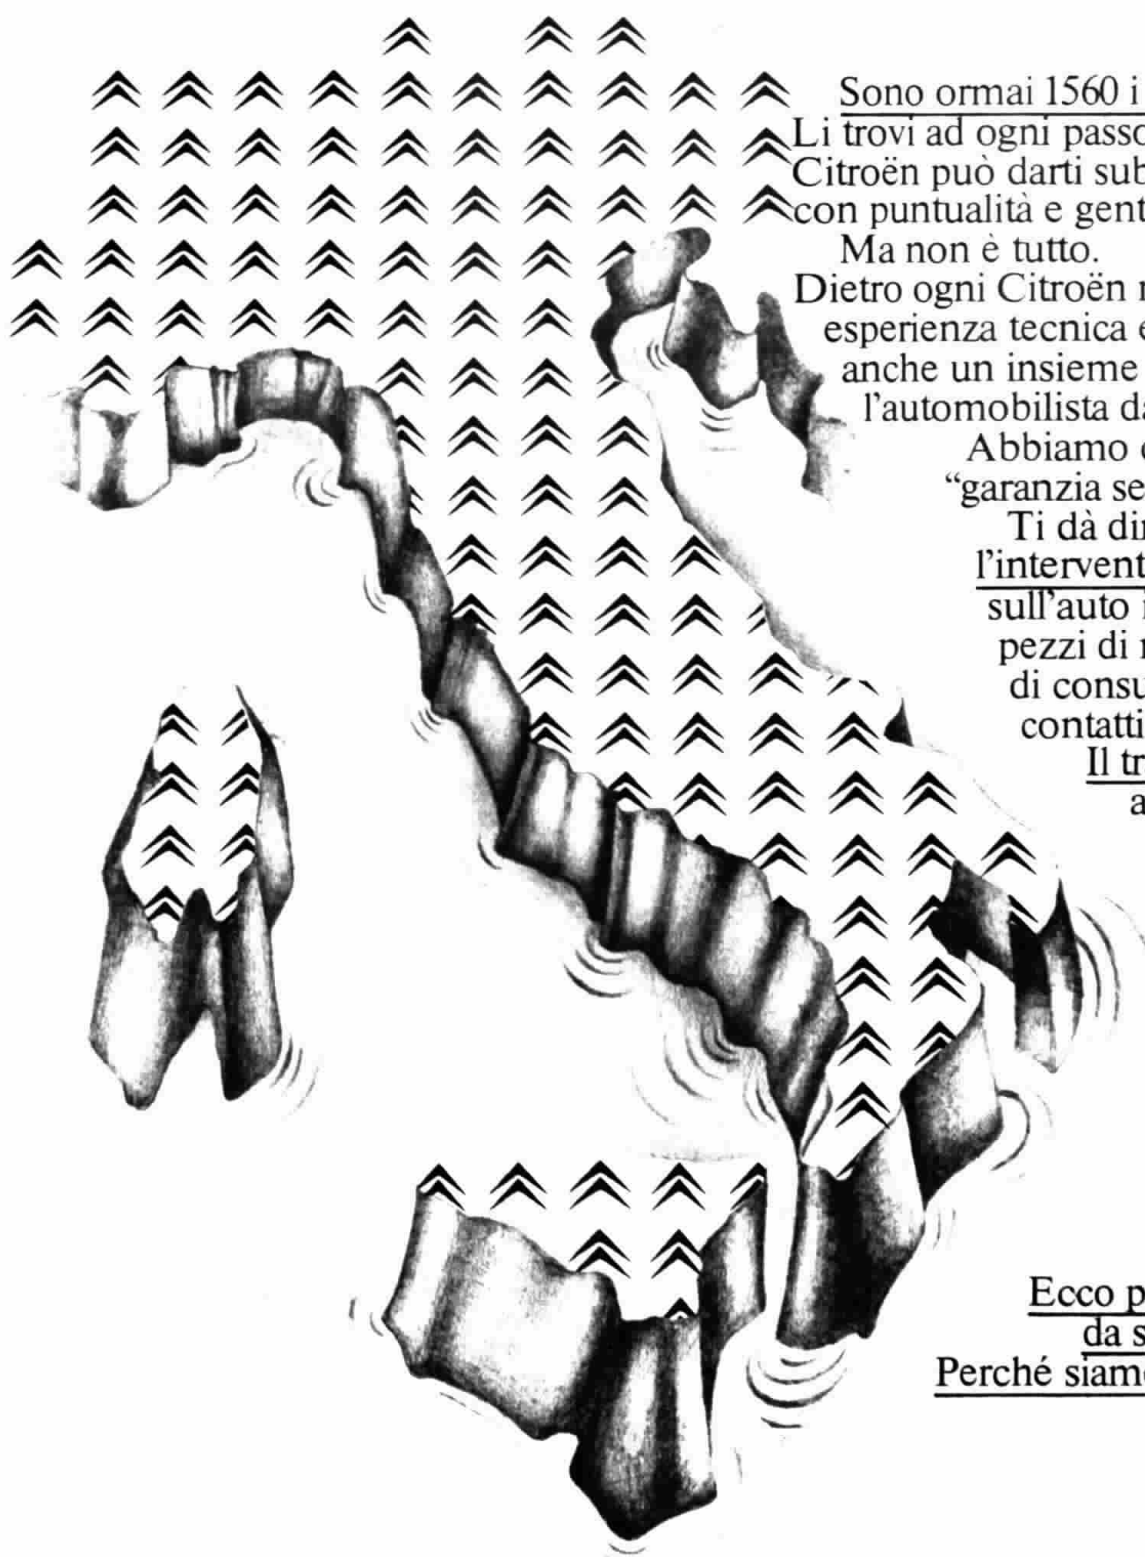 Sono ormai 1560 i
Li trovi ad ogni passo
Citroën può darti sub
con puntualità e gent
Ma non è tutto.
Dietro ogni Citroën
esperienza tecnica e
anche un insieme
l'automobilista da
Abbiamo
"garanzia se
Ti dà dir
l'intervent
sull'auto
pezzi di
di consu
contatti
Il tr
a
Ecco p
da s
Perché siam